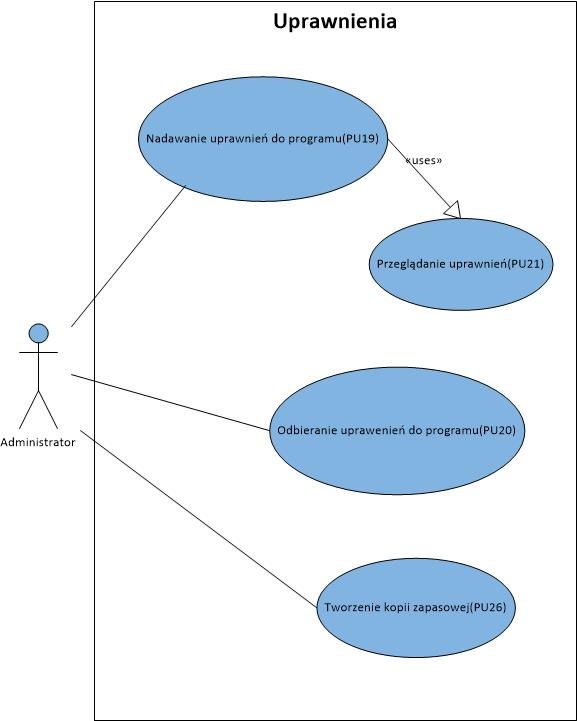 Uprawnienia
Nadawanie uprawnień do programu(PU19)
«uses»
Przeglądanie uprawnień(PU21)
Administrator
Odbieranie uprawenień do programu(PU20)
Tworzenie kopii zapasowej(PU26)